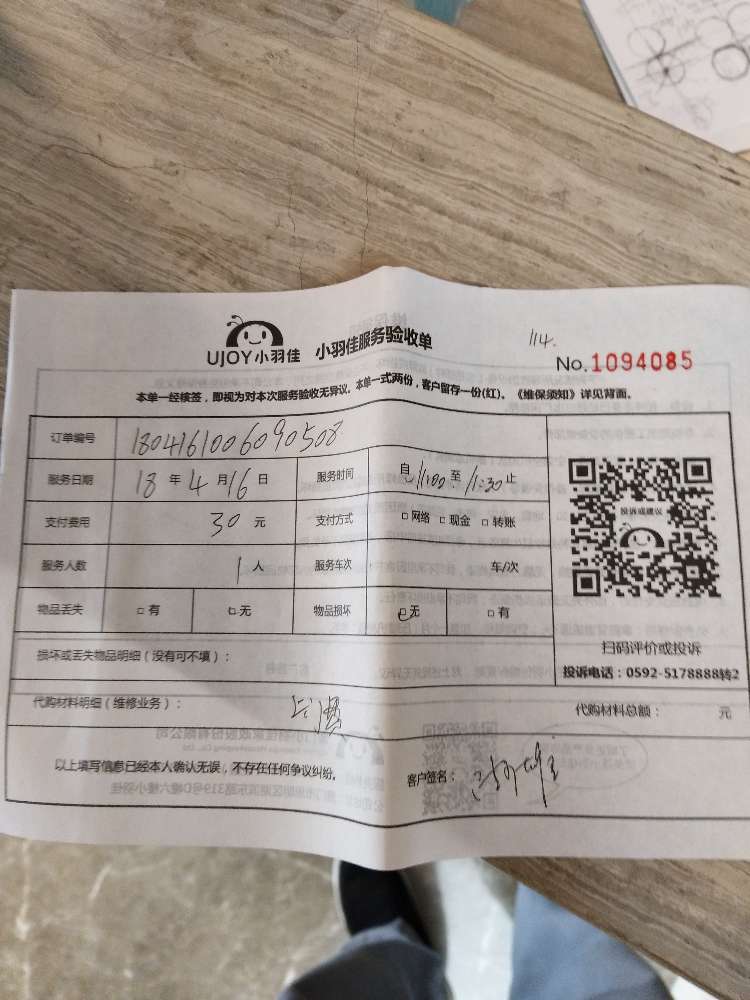 114.
UJOY小羽佳 小羽佳服务验收单
No.1094085
本单一经核签，即视为对本次服务验收无异议。本单一式两份，客户留存一份(红)。《维保须知》详见背面。
订单编号 1804161006090508
服务日期 18 年 4 月 16 日 服务时间 自 11:00 至 11:30 止
支付费用 30 元 支付方式 □ 网络 □ 现金 □ 转账
投诉或建议
服务人数 1 人 服务车次 车/次
物品丢失 □ 有 □ 无 物品损坏 □无 □ 有
扫码评价或投诉
损坏或丢失物品明细（没有可不填）：
投诉电话：0592-5178888转2
代购材料明细（维修业务）： 代购材料总额： 元
以上填写信息已经本人确认无误，不存在任何争议纠纷。 客户签名：